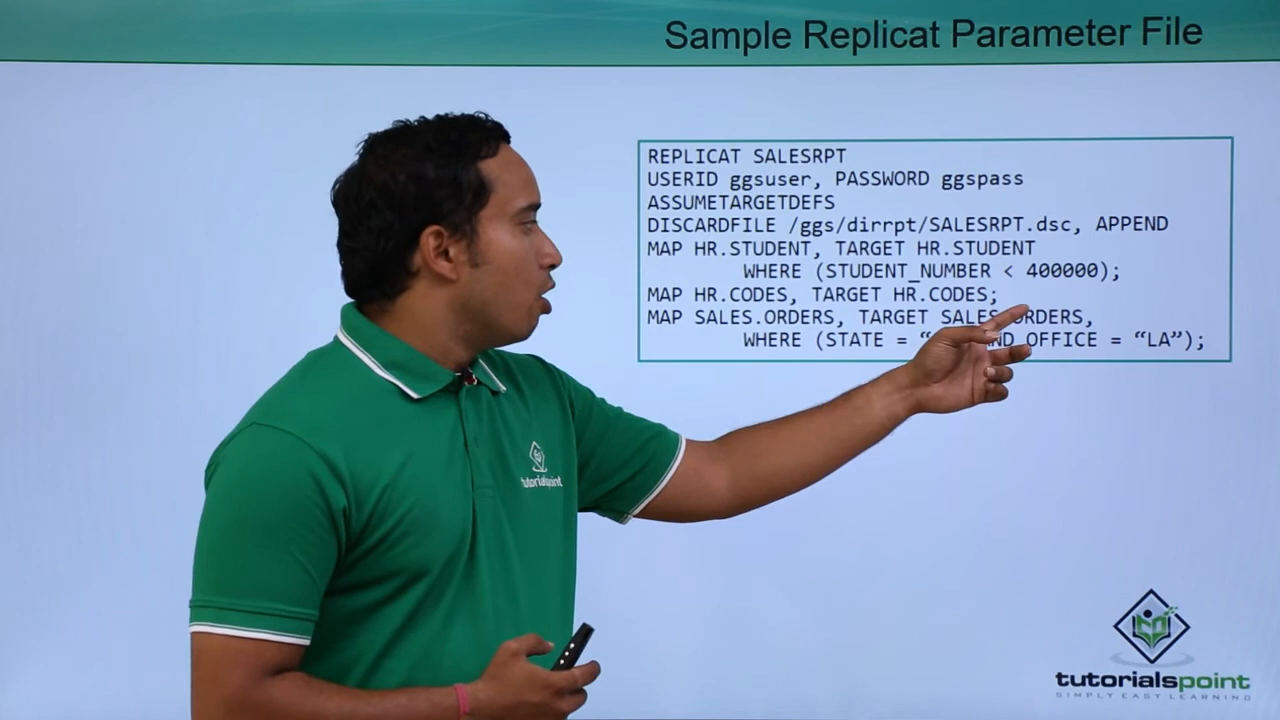 Sample Replicat Parameter File
REPLICAT SALESRPT
USERID ggsuser, PASSWORD ggspass
ASSUMETARGETDEFS
DISCARDFILE /ggs/dirrpt/SALESRPT.dsc, APPEND
MAP HR.STUDENT, TARGET HR.STUDENT
WHERE (STUDENT_NUMBER < 400000);
MAP HR.CODES, TARGET HR.CODES;
MAP SALES.ORDERS, TARGET SALES.ORDERS,
WHERE (STATE = “ OFFICE = “LA”);
tutorialspoint
tutorialspoint
SIMPLY EASY LEARNING